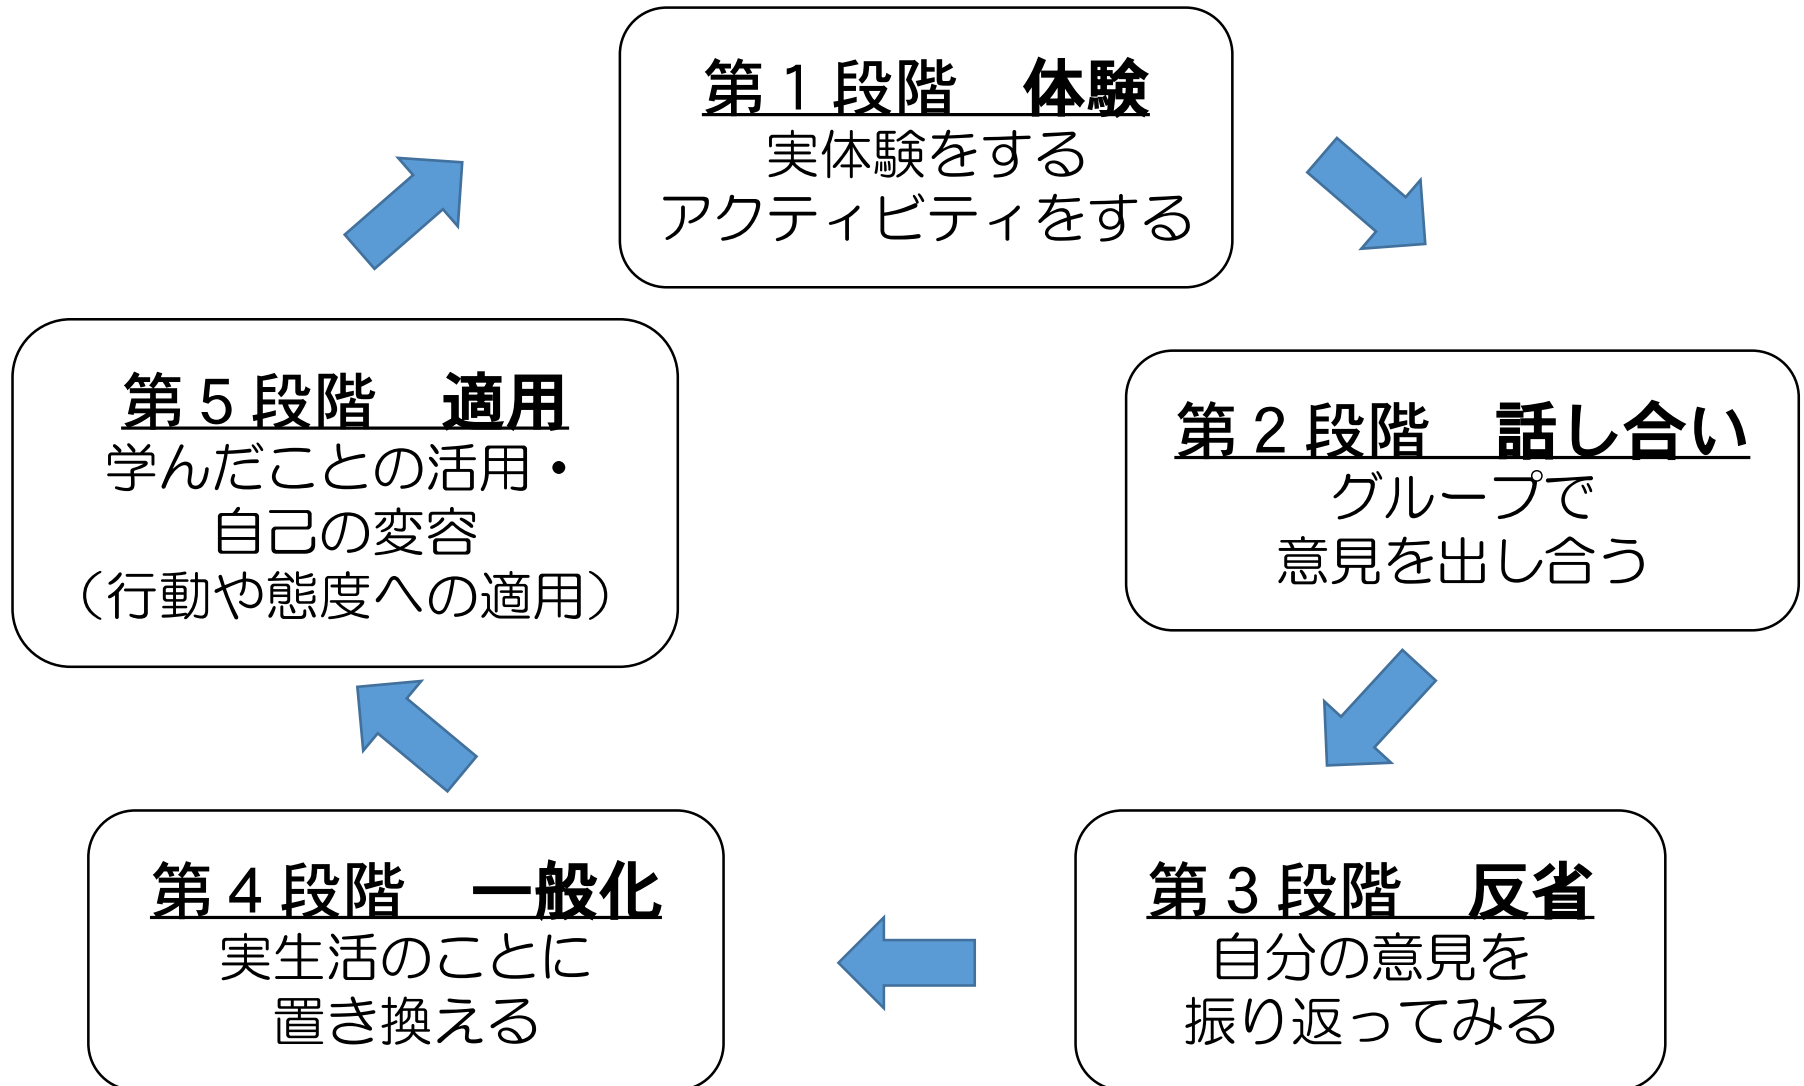 第1段階　体験
実体験をする
アクティビティをする
第2段階　話し合い
グループで
意見を出し合う
第3段階　反省
自分の意見を
振り返ってみる
第4段階　一般化
実生活のことに
置き換える
第5段階　適用
学んだことの活用・
自己の変容
（行動や態度への適用）